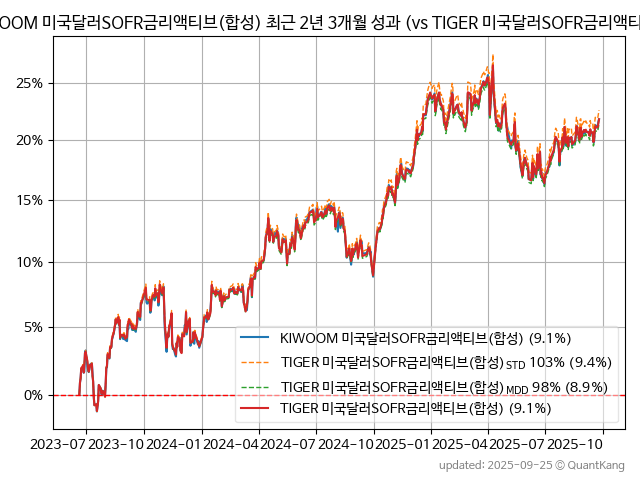 OOM 미국달러SOFR금리액티브(합성) 최근 2년 3개월 성과 (vs TIGER 미국달러SOFR금리액티
25%
20%
15%
10%
5%
0%
KIWOOM 미국달러SOFR금리액티브(합성) (9.1%)
TIGER 미국달러SOFR금리액티브(합성) STD 103% (9.4%)
TIGER 미국달러SOFR금리액티브(합성) MDD 98% (8.9%)
TIGER 미국달러SOFR금리액티브(합성) (9.1%)
2023-07 2023-10 2024-01 2024-04 2024-07 2024-10 2025-01 2025-04 2025-07 2025-10
updated: 2025-09-25 © QuantKang